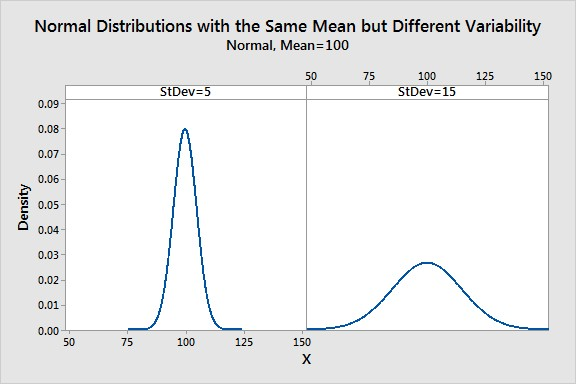 Normal Distributions with the Same Mean but Different Variability
Normal, Mean=100
50 75 100 125 150
StDev=5 StDev=15
0.09
0.08
0.07
0.06
0.05
0.04
0.03
0.02
0.01
0.00
Density
50 75 100 125 150
X